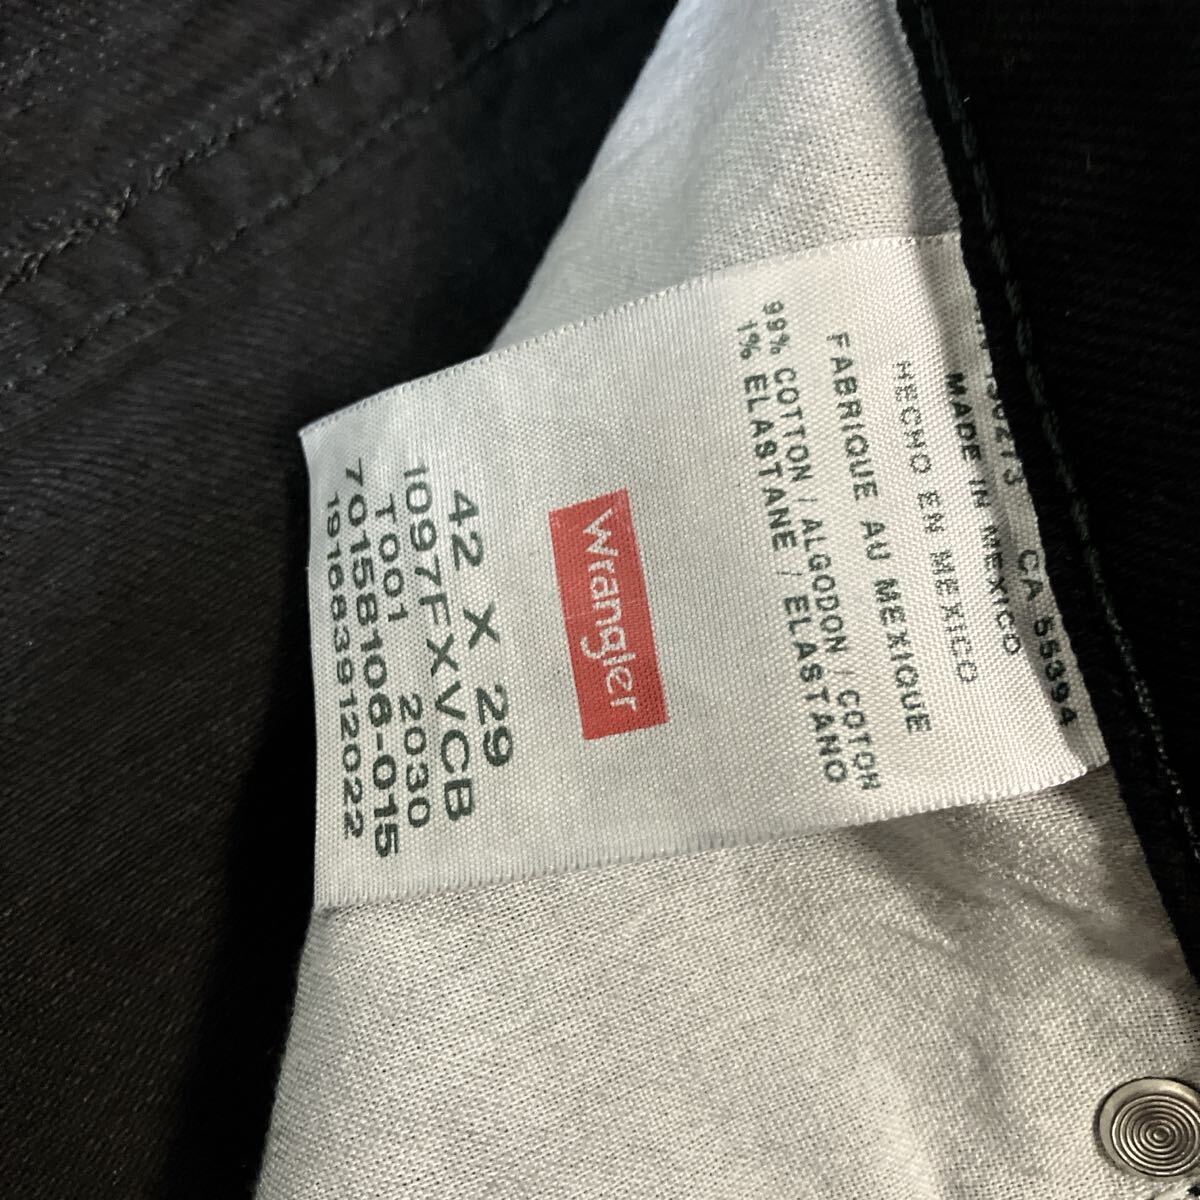 CA 55394
MADE IN MEXICO
HECHO EN MEXICO
FABRIQUE AU MEXIQUE
99% COTTON / ALGODON / COTON
1% ELASTANE / ELASTANO
Wrangler
42 X 29
1097FXVCB
T001 2030
70158106-015
191683912022